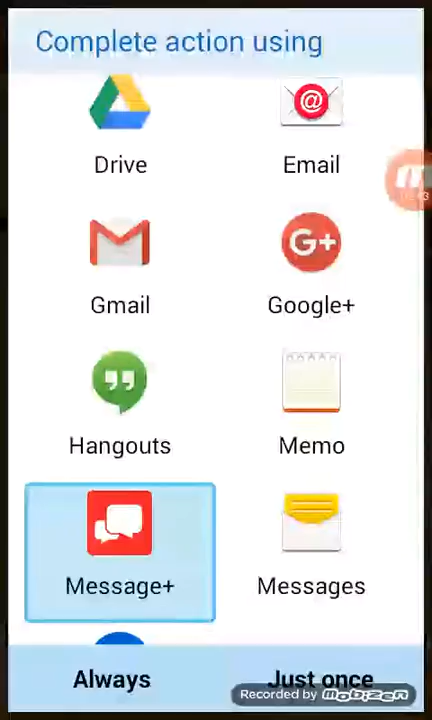 Complete action using
@
Drive
Email
G+
Gmail
Google+
Hangouts
Memo
Message+
Messages
Always
Just once
Recorded by mobizen